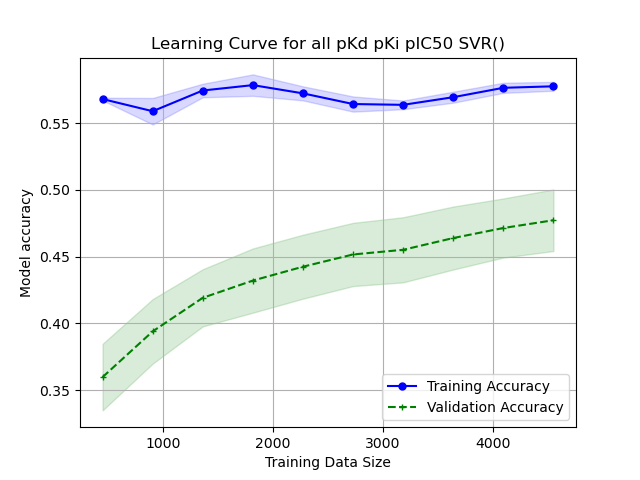 Learning Curve for all pKd pKi pIC50 SVR()
Model accuracy
0.55
0.50
0.45
0.40
0.35
1000 2000 3000 4000
Training Data Size
Training Accuracy
Validation Accuracy